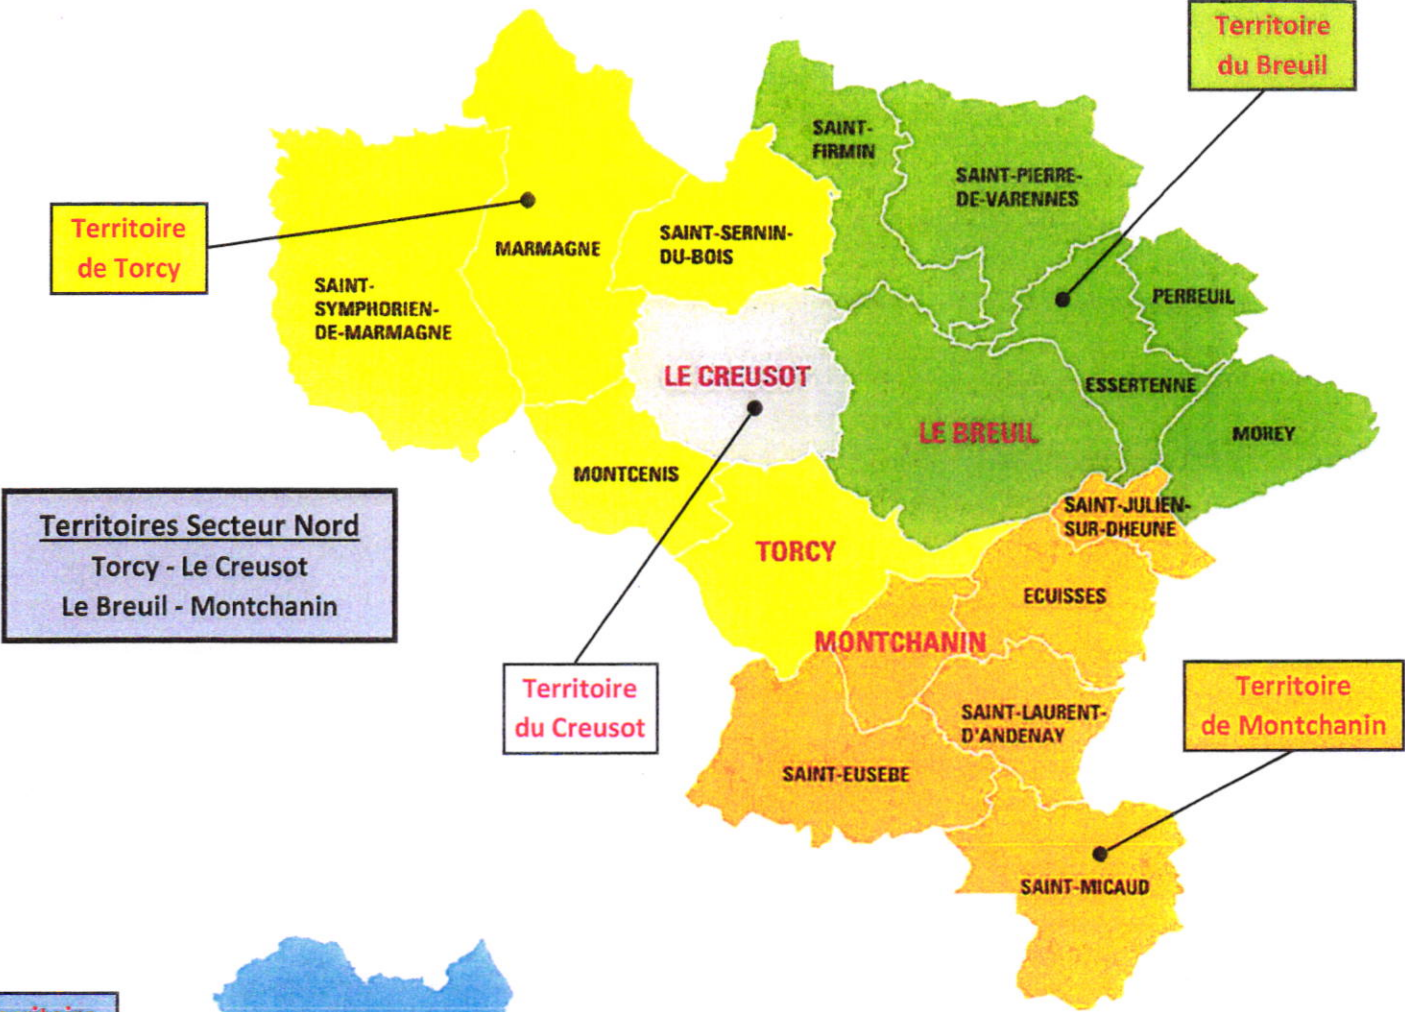 Territoire
du Breuil
SAINT-
FIRMIN
SAINT-PIERRE-
DE-VARENNES
Territoire
de Torcy
MARMAGNE
SAINT-SERNIN-
DU-BOIS
SAINT-
SYMPHORIEN-
DE-MARMAGNE
PERREUIL
LE CREUSOT
ESSERTENNE
LE BREUIL
MOREY
MONTCENIS
Territoires Secteur Nord
Torcy - Le Creusot
Le Breuil - Montchanin
SAINT-JULIEN-
SUR-DHEUNE
TORCY
ECUISSES
MONTCHANIN
Territoire
du Creusot
Territoire
de Montchanin
SAINT-LAURENT-
D'ANDENAY
SAINT-EUSEBE
SAINT-MICAUD